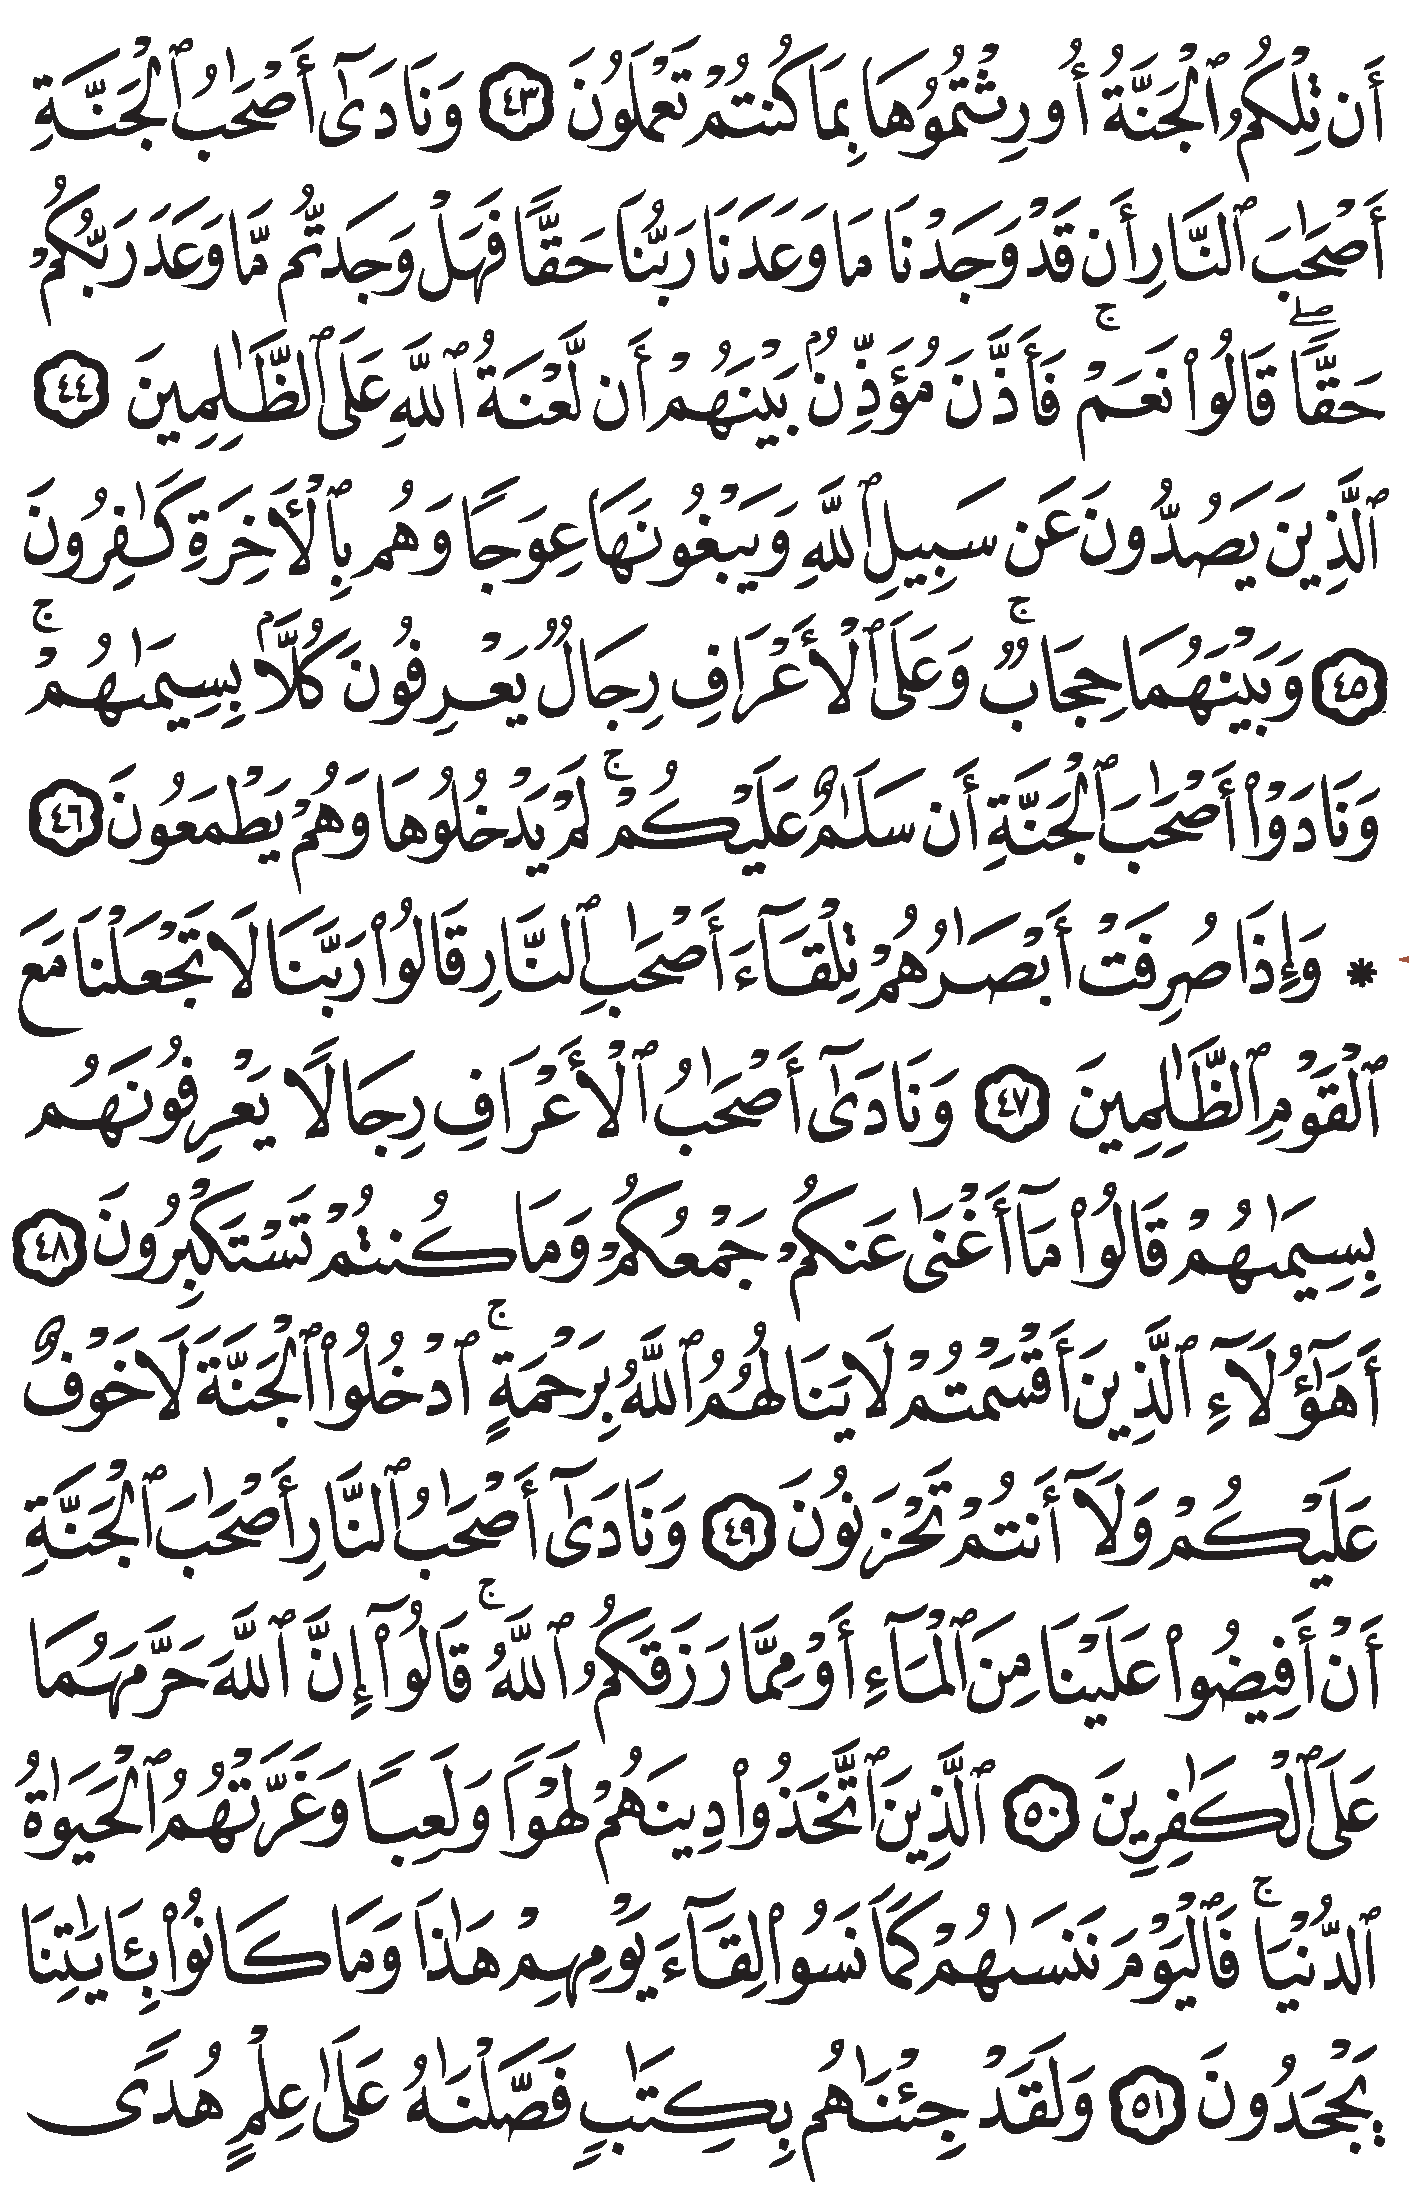 أَن تِلْكُمُ ٱلْجَنَّةُ أُورِثْتُمُوهَا بِمَا كُنتُمْ تَعْمَلُونَ ٤٣ وَنَادَىٰٓ أَصْحَٰبُ ٱلْجَنَّةِ
أَصْحَٰبَ ٱلنَّارِ أَن قَدْ وَجَدْنَا مَا وَعَدَنَا رَبُّنَا حَقًّا فَهَلْ وَجَدتُّم مَّا وَعَدَ رَبُّكُمْ
حَقًّاۖ قَالُوا۟ نَعَمْۚ فَأَذَّنَ مُؤَذِّنُۢ بَيْنَهُمْ أَن لَّعْنَةُ ٱللَّهِ عَلَى ٱلظَّٰلِمِينَ ٤٤
ٱلَّذِينَ يَصُدُّونَ عَن سَبِيلِ ٱللَّهِ وَيَبْغُونَهَا عِوَجًا وَهُم بِٱلْأَخِرَةِ كَٰفِرُونَ
٤٥ وَبَيْنَهُمَا حِجَابٌۚ وَعَلَى ٱلْأَعْرَافِ رِجَالٌ يَعْرِفُونَ كُلًّۢا بِسِيمَىٰهُمْۚ
وَنَادَوْا۟ أَصْحَٰبَ ٱلْجَنَّةِ أَن سَلَٰمٌ عَلَيْكُمْۚ لَمْ يَدْخُلُوهَا وَهُمْ يَطْمَعُونَ ٤٦
* وَإِذَا صُرِفَتْ أَبْصَٰرُهُمْ تِلْقَآءَ أَصْحَٰبِ ٱلنَّارِ قَالُوا۟ رَبَّنَا لَا تَجْعَلْنَا مَعَ
ٱلْقَوْمِ ٱلظَّٰلِمِينَ ٤٧ وَنَادَىٰٓ أَصْحَٰبُ ٱلْأَعْرَافِ رِجَالًا يَعْرِفُونَهُم
بِسِيمَىٰهُمْ قَالُوا۟ مَآ أَغْنَىٰ عَنكُمْ جَمْعُكُمْ وَمَا كُنتُمْ تَسْتَكْبِرُونَ ٤٨
أَهَٰٓؤُلَآءِ ٱلَّذِينَ أَقْسَمْتُمْ لَا يَنَالُهُمُ ٱللَّهُ بِرَحْمَةٍۚ ٱدْخُلُوا۟ ٱلْجَنَّةَ لَا خَوْفٌ
عَلَيْكُمْ وَلَآ أَنتُمْ تَحْزَنُونَ ٤٩ وَنَادَىٰٓ أَصْحَٰبُ ٱلنَّارِ أَصْحَٰبَ ٱلْجَنَّةِ
أَنْ أَفِيضُوا۟ عَلَيْنَا مِنَ ٱلْمَآءِ أَوْ مِمَّا رَزَقَكُمُ ٱللَّهُۚ قَالُوٓا۟ إِنَّ ٱللَّهَ حَرَّمَهُمَا
عَلَى ٱلْكَٰفِرِينَ ٥٠ ٱلَّذِينَ ٱتَّخَذُوا۟ دِينَهُمْ لَهْوًا وَلَعِبًا وَغَرَّتْهُمُ ٱلْحَيَوٰةُ
ٱلدُّنْيَاۚ فَٱلْيَوْمَ نَنسَىٰهُمْ كَمَا نَسُوا۟ لِقَآءَ يَوْمِهِمْ هَٰذَا وَمَا كَانُوا۟ بِـَٔايَٰتِنَا
يَجْحَدُونَ ٥١ وَلَقَدْ جِئْنَٰهُم بِكِتَٰبٍ فَصَّلْنَٰهُ عَلَىٰ عِلْمٍ هُدًى